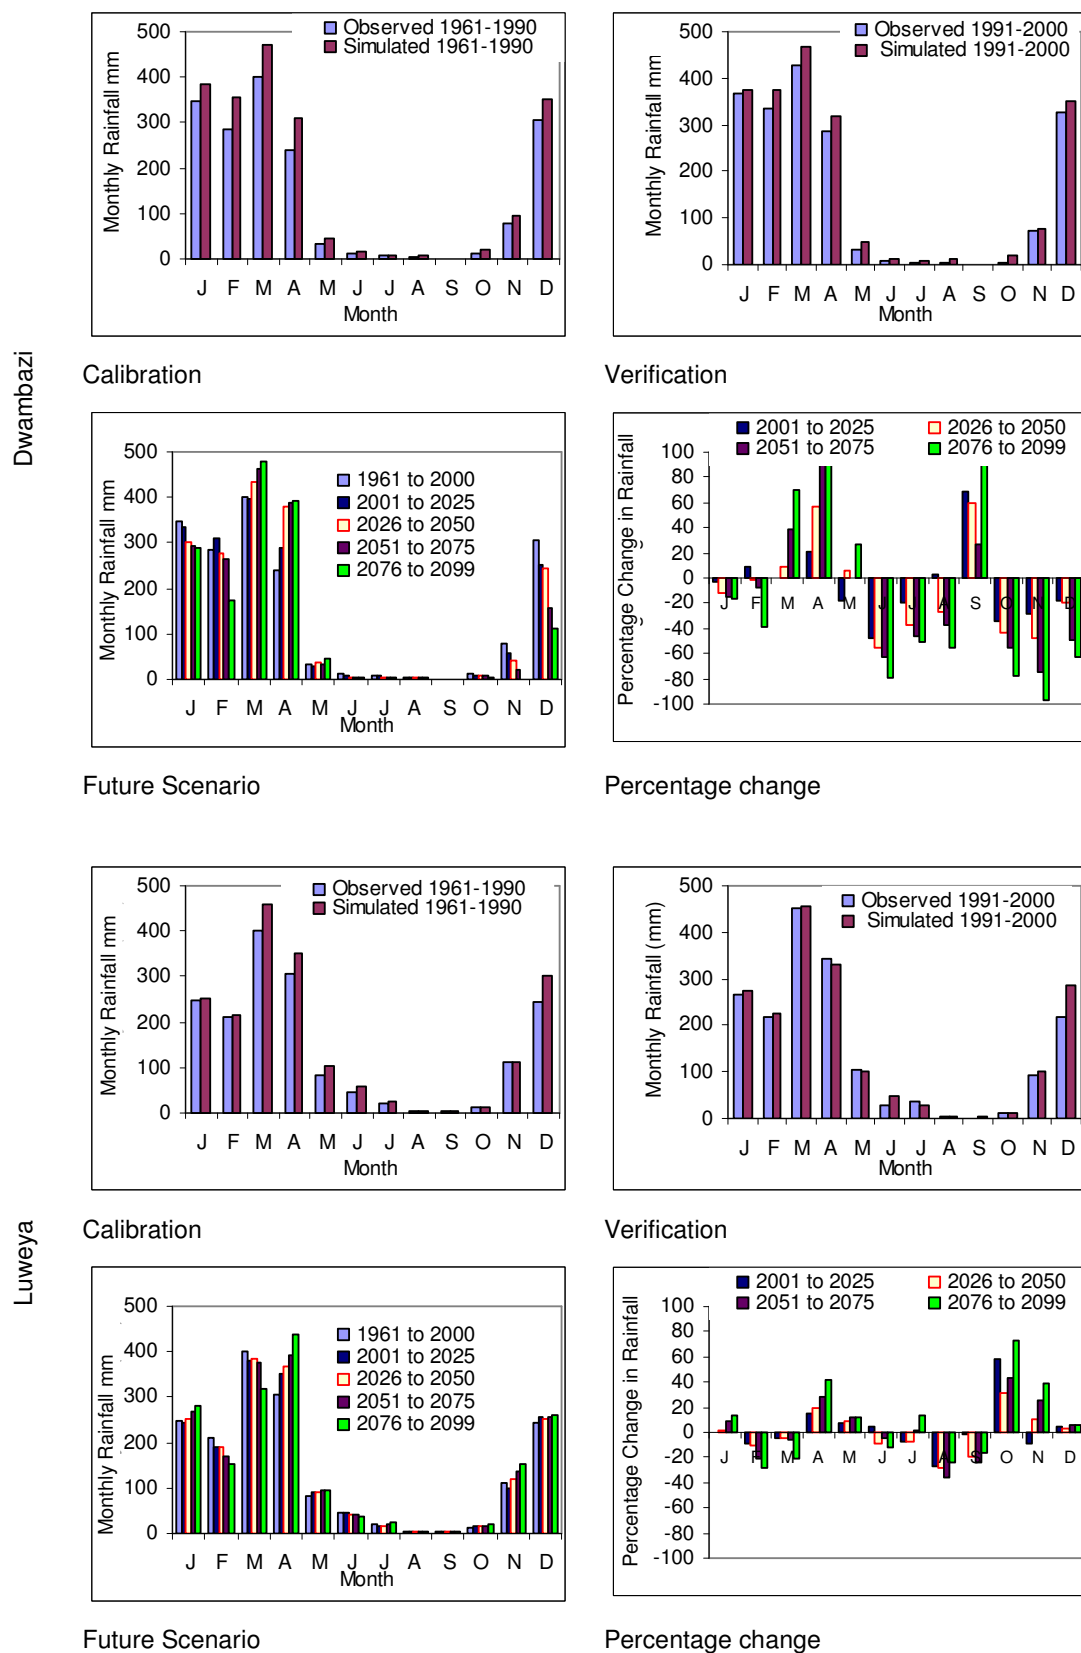 Dwambazi
500
400
300
200
100
0
Monthly Rainfall mm
Observed 1961-1990
Simulated 1961-1990
J F M A M J J A S O N D
Month
Calibration
500
400
300
200
100
0
Monthly Rainfall mm
Observed 1991-2000
Simulated 1991-2000
J F M A M J J A S O N D
Month
Verification
500
400
300
200
100
0
Monthly Rainfall mm
1961 to 2000
2001 to 2025
2026 to 2050
2051 to 2075
2076 to 2099
J F M A M J J A S O N D
Month
Future Scenario
2001 to 2025 2026 to 2050
2051 to 2075 2076 to 2099
100
80
60
40
20
0
-20
-40
-60
-80
-100
Percentage Change in Rainfall
J F M A M J J A S O N D
Percentage change
Luweya
500
400
300
200
100
0
Monthly Rainfall mm
Observed 1961-1990
Simulated 1961-1990
J F M A M J J A S O N D
Month
Calibration
500
400
300
200
100
0
Monthly Rainfall (mm)
Observed 1991-2000
Simulated 1991-2000
J F M A M J J A S O N D
Month
Verification
500
400
300
200
100
0
Monthly Rainfall mm
1961 to 2000
2001 to 2025
2026 to 2050
2051 to 2075
2076 to 2099
J F M A M J J A S O N D
Month
Future Scenario
2001 to 2025 2026 to 2050
2051 to 2075 2076 to 2099
100
80
60
40
20
0
-20
-40
-60
-80
-100
Percentage Change in Rainfall
J F M A M J J A S O N D
Percentage change